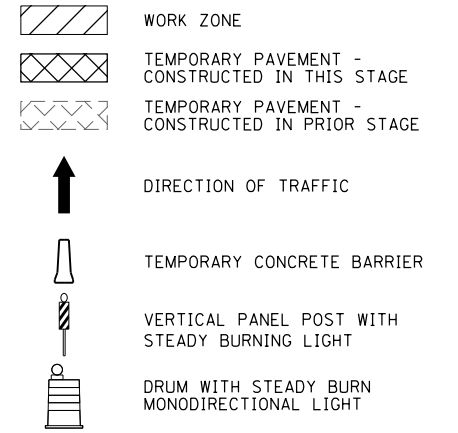 WORK ZONE
TEMPORARY PAVEMENT -
CONSTRUCTED IN THIS STAGE
TEMPORARY PAVEMENT -
CONSTRUCTED IN PRIOR STAGE
DIRECTION OF TRAFFIC
TEMPORARY CONCRETE BARRIER
VERTICAL PANEL POST WITH
STEADY BURNING LIGHT
DRUM WITH STEADY BURN
MONODIRECTIONAL LIGHT